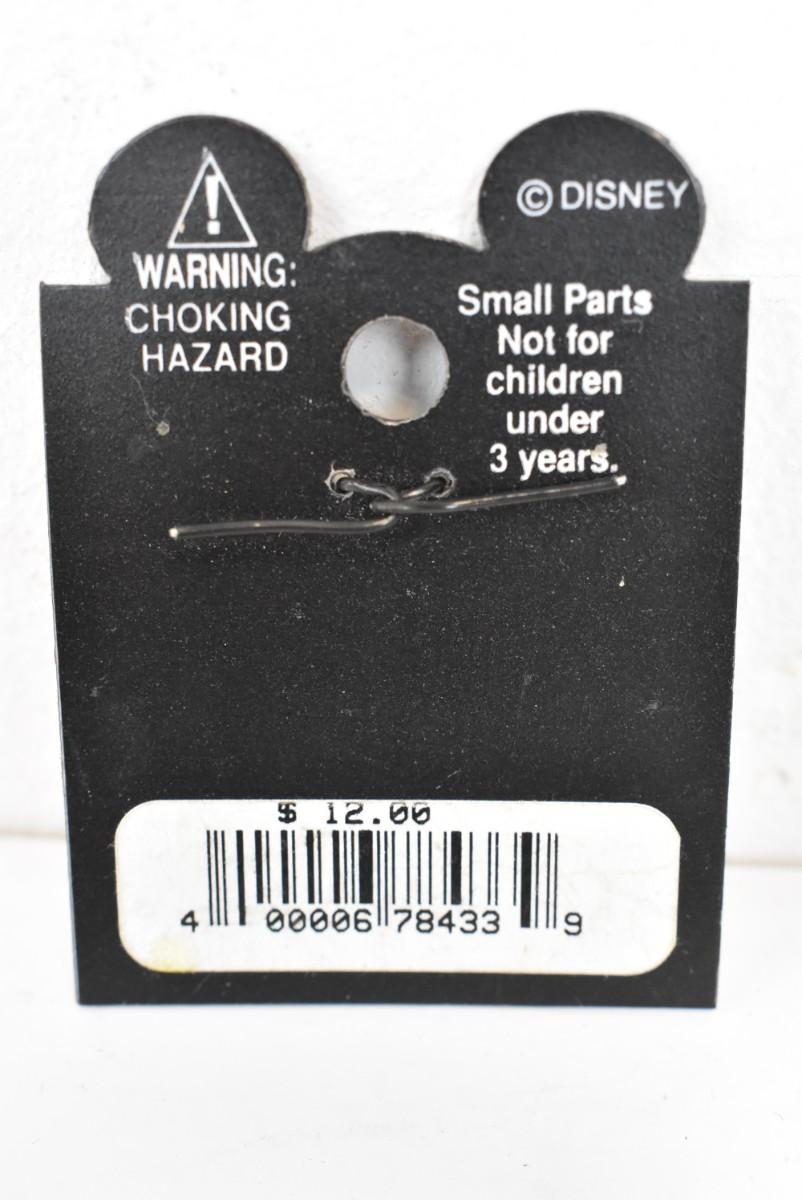 WARNING:
CHOKING
HAZARD
© DISNEY
Small Parts
Not for
children
under
3 years.
$ 12.00
4 00006 78433 9